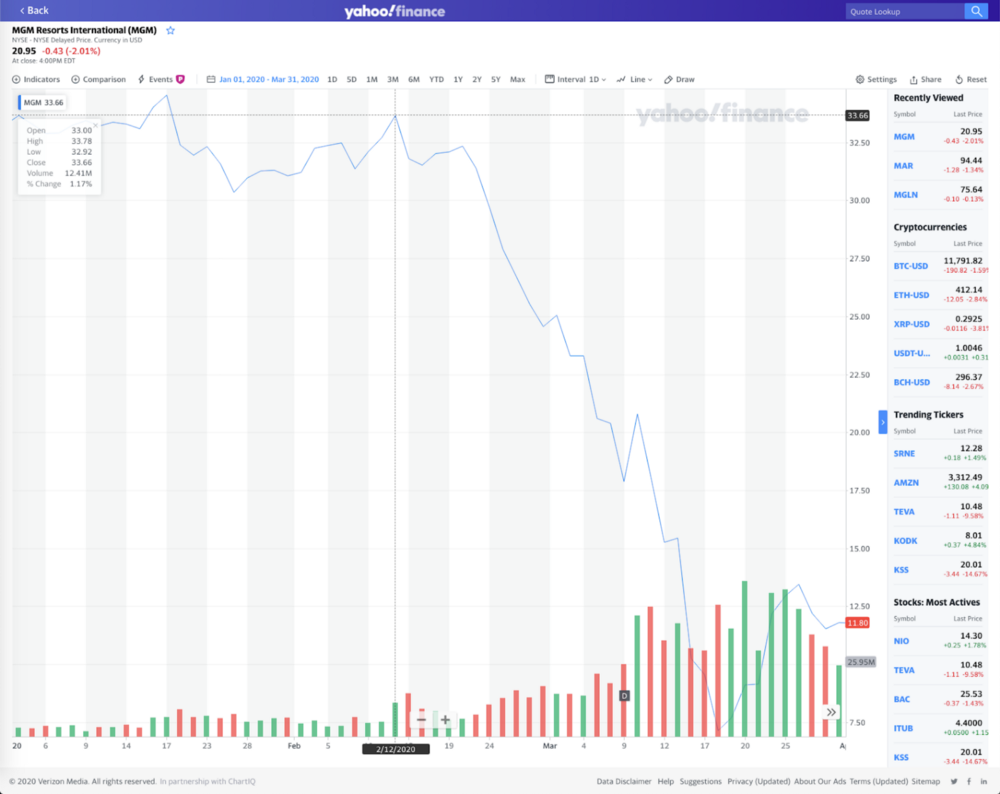 Back
yahoo!finance
Quote Lookup
MGM Resorts International (MGM)
NYSE - NYSE Delayed Price. Currency in USD
20.95 -0.43 (-2.01%)
At close: 4:00PM EDT
Indicators Comparison Events Jan 01, 2020 - Mar 31, 2020 1D 5D 1M 3M 6M YTD 1Y 2Y 5Y Max Interval 1D Line Draw Settings Share Reset
MGM 33.66
Open 33.00
High 33.78
Low 32.92
Close 33.66
Volume 12.41M
% Change 1.17%
yahoo!finance
33.66
32.50
30.00
27.50
25.00
22.50
20.00
17.50
15.00
12.50
11.80
25.95M
7.50
D
20 6 9 14 17 23 28 Feb 5 2/12/2020 19 24 Mar 4 9 12 17 20 25 A
Recently Viewed
Symbol Last Price
MGM 20.95
-0.43 -2.01%
MAR 94.44
-1.28 -1.34%
MGLN 75.64
-0.10 -0.13%
Cryptocurrencies
Symbol Last Price
BTC-USD 11,791.82
-190.82 -1.59%
ETH-USD 412.14
-12.05 -2.84%
XRP-USD 0.2925
-0.0116 -3.81%
USDT-U... 1.0046
+0.0031 +0.31
BCH-USD 296.37
-8.14 -2.67%
Trending Tickers
Symbol Last Price
SRNE 12.28
+0.18 +1.49%
AMZN 3,312.49
+130.08 +4.09
TEVA 10.48
-1.11 -9.58%
KODK 8.01
+0.37 +4.84%
KSS 20.01
-3.44 -14.67%
Stocks: Most Actives
Symbol Last Price
NIO 14.30
+0.25 +1.78%
TEVA 10.48
-1.11 -9.58%
BAC 25.53
-0.37 -1.43%
ITUB 4.4000
+0.0500 +1.15
KSS 20.01
-3.44 -14.67%
© 2020 Verizon Media. All rights reserved. In partnership with ChartIQ
Data Disclaimer Help Suggestions Privacy (Updated) About Our Ads Terms (Updated) Sitemap